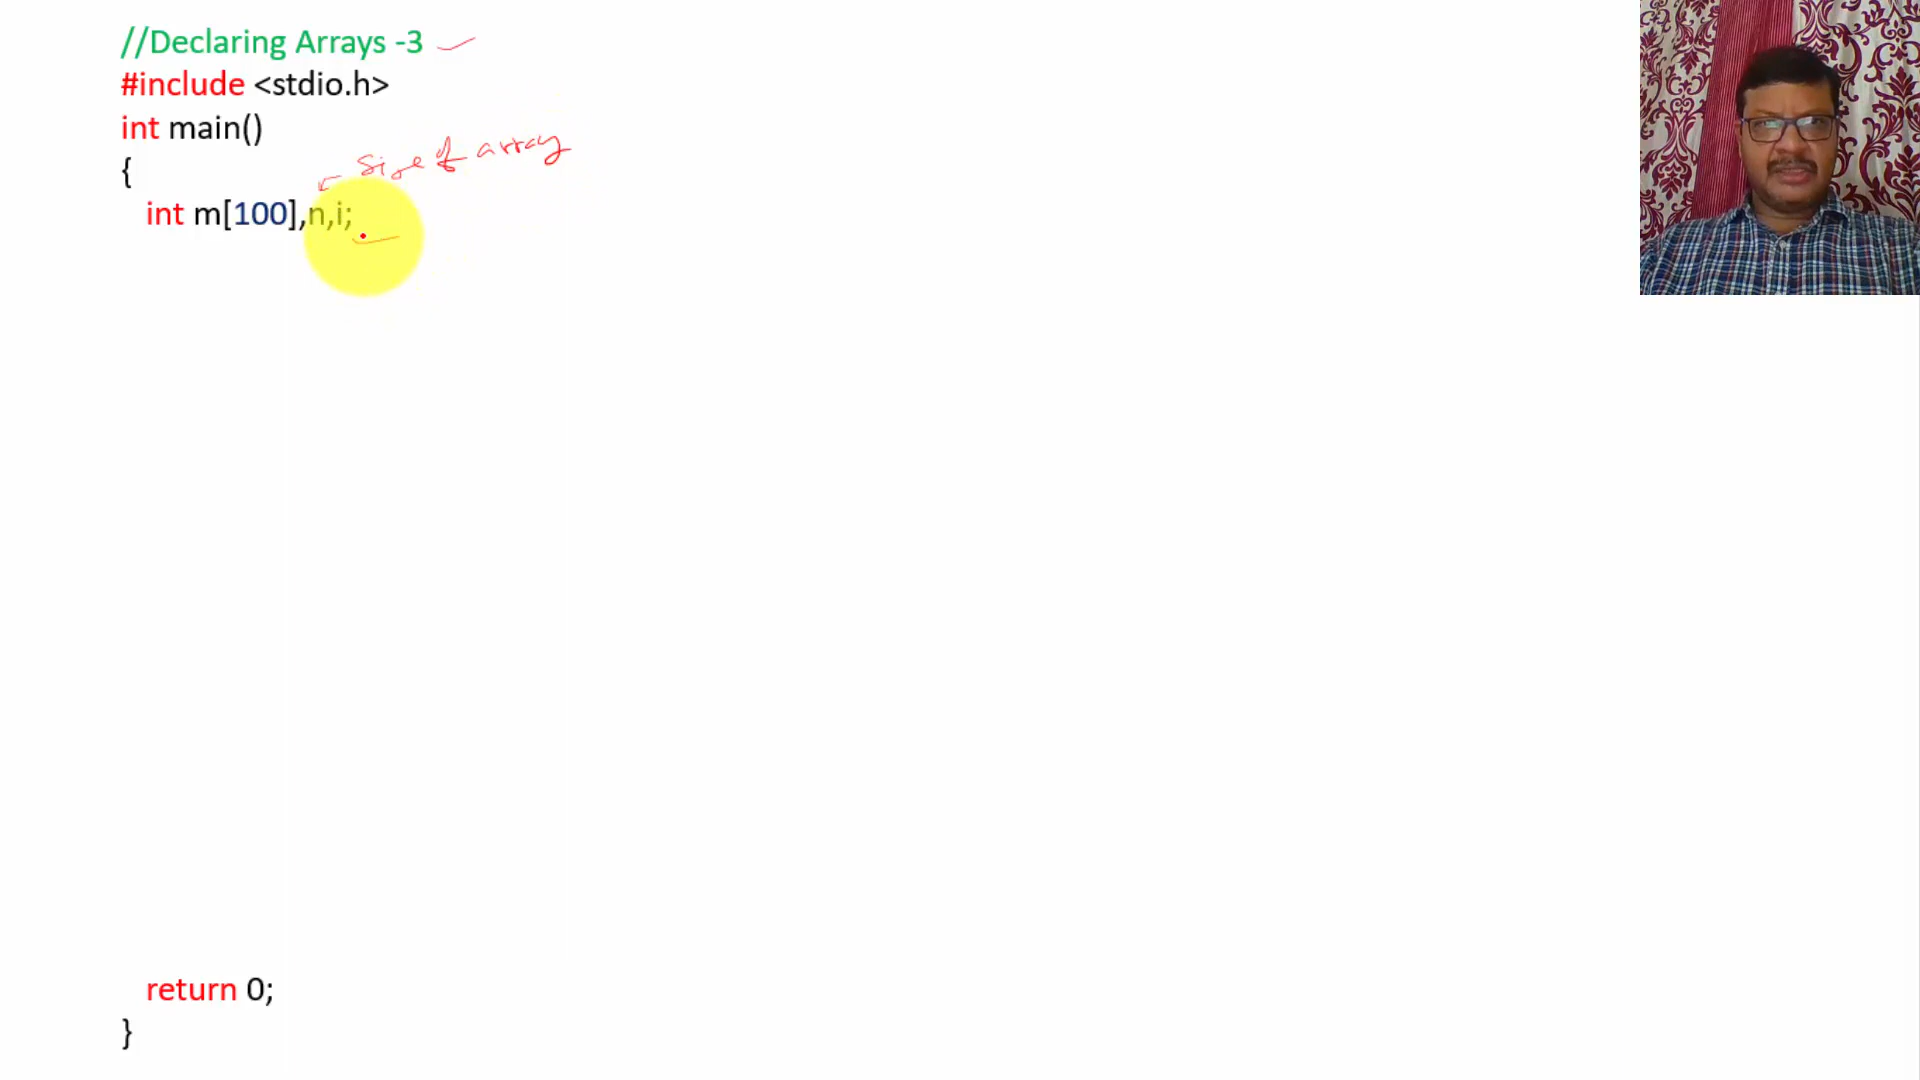 //Declaring Arrays -3
#include <stdio.h>
int main()
{
size of array
int m[100],n,i;
return 0;
}